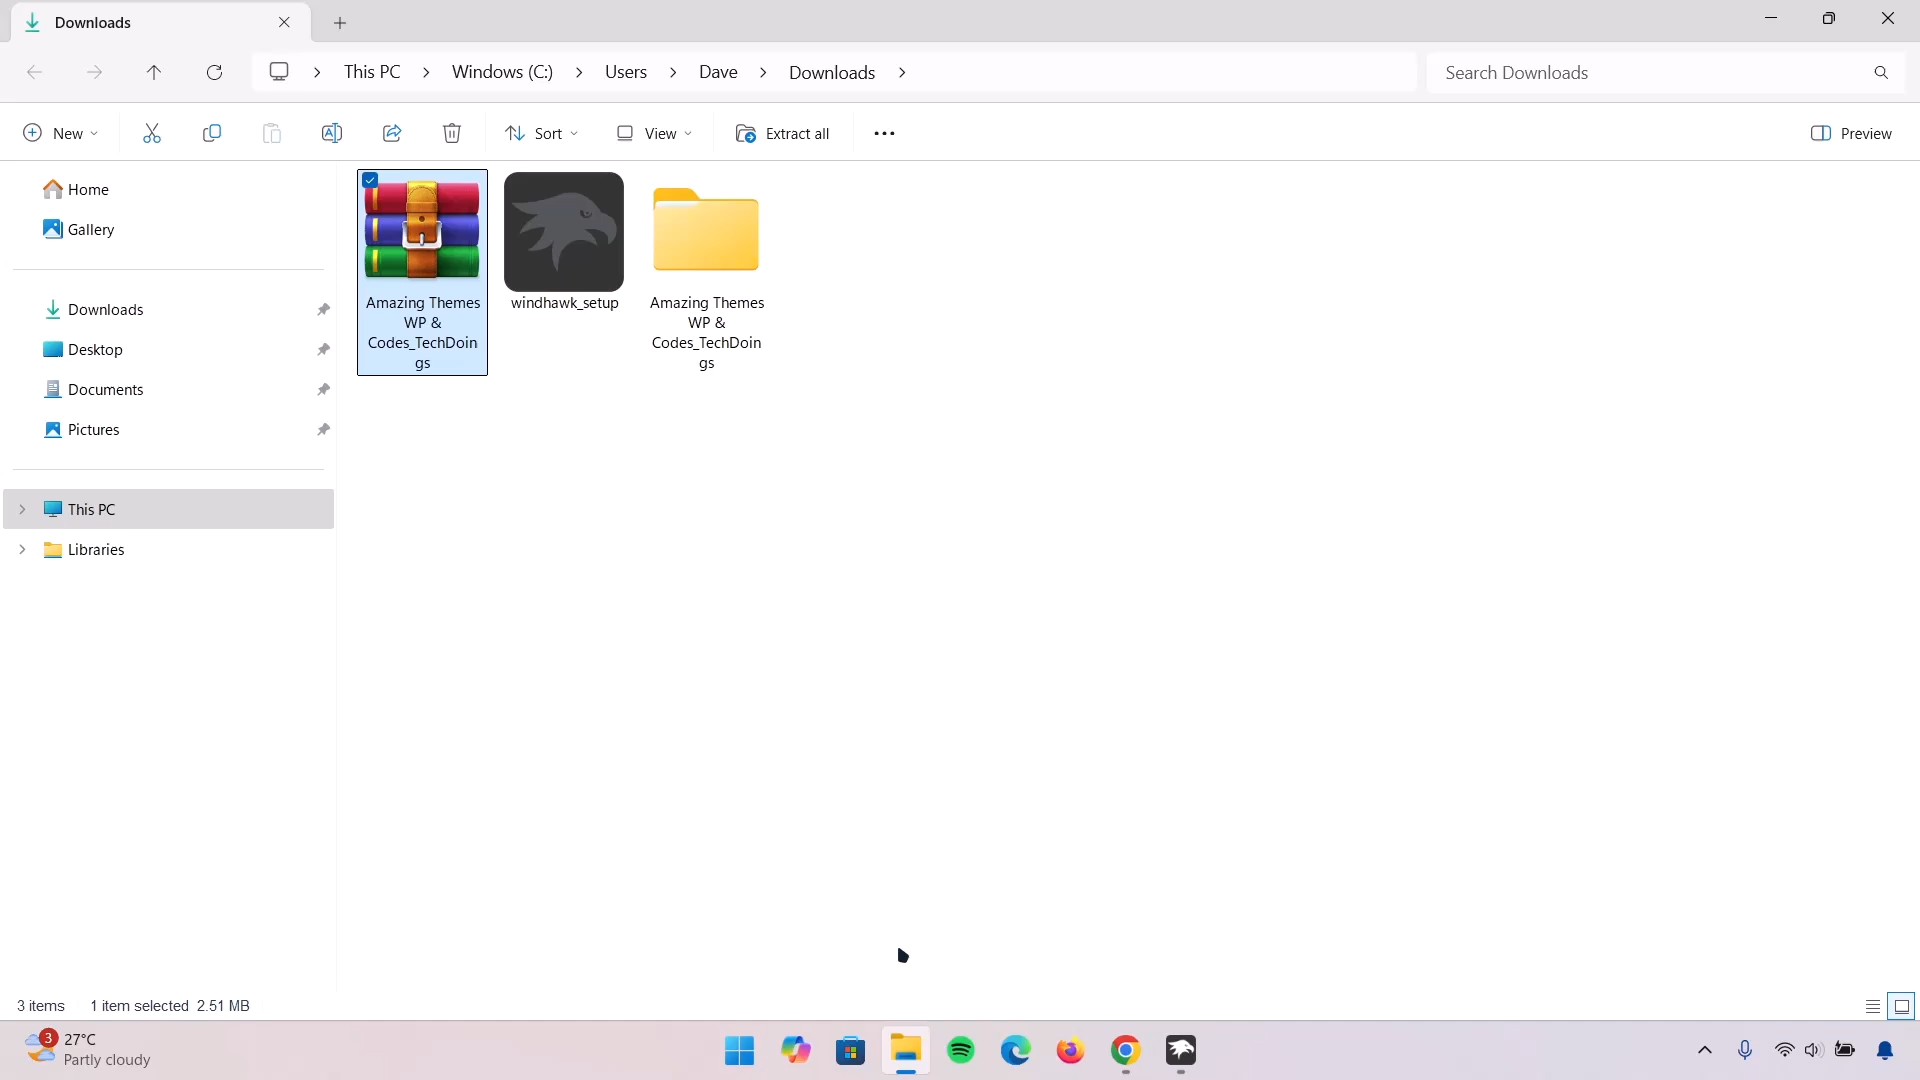 Downloads
This PC
Windows (C:)
Users
Dave
Downloads
Search Downloads
New
Sort
View
Extract all
Preview
Home
Gallery
Downloads
Desktop
Documents
Pictures
This PC
Libraries
Amazing Themes
WP &
Codes_TechDoin
gs
windhawk_setup
Amazing Themes
WP &
Codes_TechDoin
gs
3 items 1 item selected 2.51 MB
3
27°C
Partly cloudy